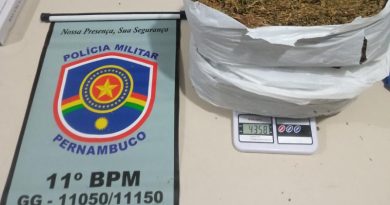 Nossa Presença, Sua Segurança
POLÍCIA MILITAR
PERNAMBUCO
11º BPM
GG - 11050/11150
4350